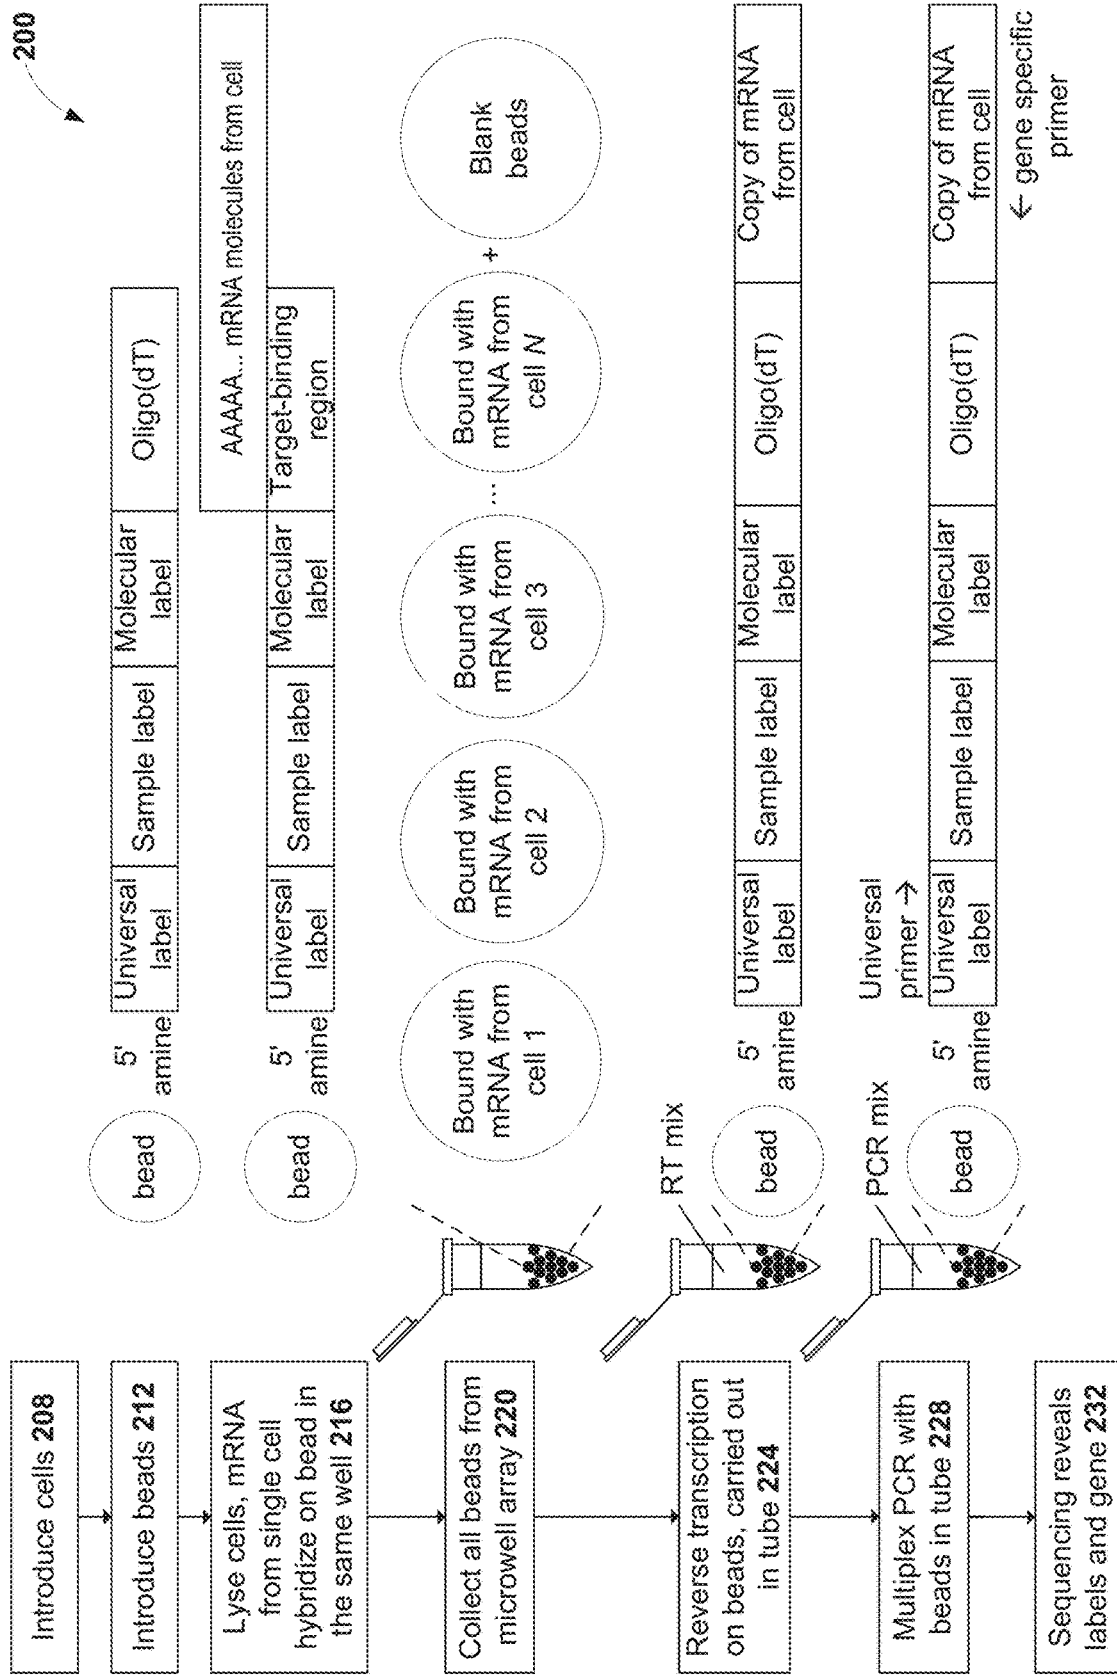 200
Introduce cells 208
Introduce beads 212
bead
5'
amine
Universal
label
Sample label
Molecular
label
Oligo(dT)
Lyse cells, mRNA
from single cell
hybridize on bead in
the same well 216
bead
5'
amine
Universal
label
Sample label
Molecular
label
Target-binding
region
AAAAA... mRNA molecules from cell
Collect all beads from
microwell array 220
Bound with
mRNA from
cell 1
Bound with
mRNA from
cell 2
Bound with
mRNA from
cell 3
...
Bound with
mRNA from
cell N
+
Blank
beads
Reverse transcription
on beads, carried out
in tube 224
RT mix
bead
5'
amine
Universal
label
Sample label
Molecular
label
Oligo(dT)
Copy of mRNA
from cell
Multiplex PCR with
beads in tube 228
PCR mix
bead
5'
amine
Universal
primer →
Universal
label
Sample label
Molecular
label
Oligo(dT)
Copy of mRNA
from cell
← gene specific
primer
Sequencing reveals
labels and gene 232